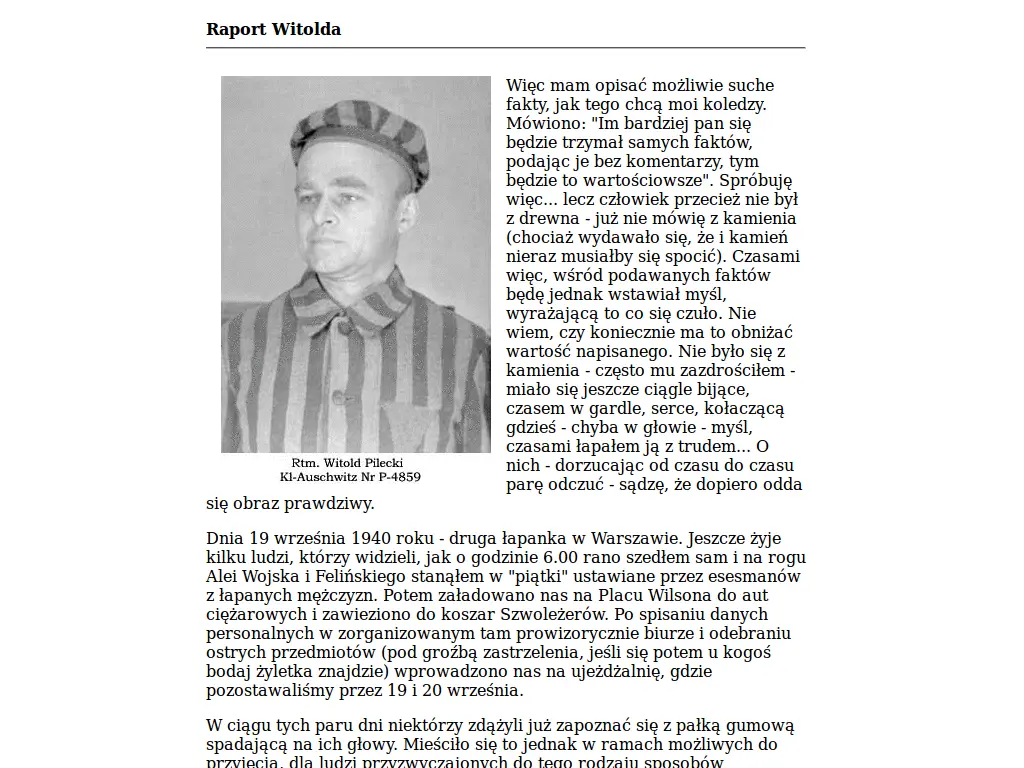 Raport Witolda
Więc mam opisać możliwie suche
fakty, jak tego chcą moi koledzy.
Mówiono: "Im bardziej pan się
będzie trzymał samych faktów,
podając je bez komentarzy, tym
będzie to wartościowsze". Spróbuję
więc... lecz człowiek przecież nie był
z drewna - już nie mówię z kamienia
(chociaż wydawało się, że i kamień
nieraz musiałby się spocić). Czasami
więc, wśród podawanych faktów
będę jednak wstawiał myśl,
wyrażającą to co się czuło. Nie
wiem, czy koniecznie ma to obniżać
wartość napisanego. Nie było się z
kamienia - często mu zazdrościłem -
miało się jeszcze ciągle bijące,
czasem w gardle, serce, kołaczącą
gdzieś - chyba w głowie - myśl,
czasami łapałem ją z trudem... O
nich - dorzucając od czasu do czasu
parę odczuć - sądzę, że dopiero odda
się obraz prawdziwy.
Rtm. Witold Pilecki
Kl-Auschwitz Nr P-4859
Dnia 19 września 1940 roku - druga łapanka w Warszawie. Jeszcze żyje
kilku ludzi, którzy widzieli, jak o godzinie 6.00 rano szedłem sam i na rogu
Alei Wojska i Felińskiego stanąłem w "piątki" ustawiane przez esesmanów
z łapanych mężczyzn. Potem załadowano nas na Placu Wilsona do aut
ciężarowych i zawieziono do koszar Szwoleżerów. Po spisaniu danych
personalnych w zorganizowanym tam prowizorycznie biurze i odebraniu
ostrych przedmiotów (pod groźbą zastrzelenia, jeśli się potem u kogoś
bodaj żyletka znajdzie) wprowadzono nas na ujeżdżalnię, gdzie
pozostawaliśmy przez 19 i 20 września.
W ciągu tych paru dni niektórzy zdążyli już zapoznać się z pałką gumową
spadającą na ich głowy. Mieściło się to jednak w ramach możliwych do
przyjęcia, dla ludzi przyzwyczajonych do tego rodzaju sposobów